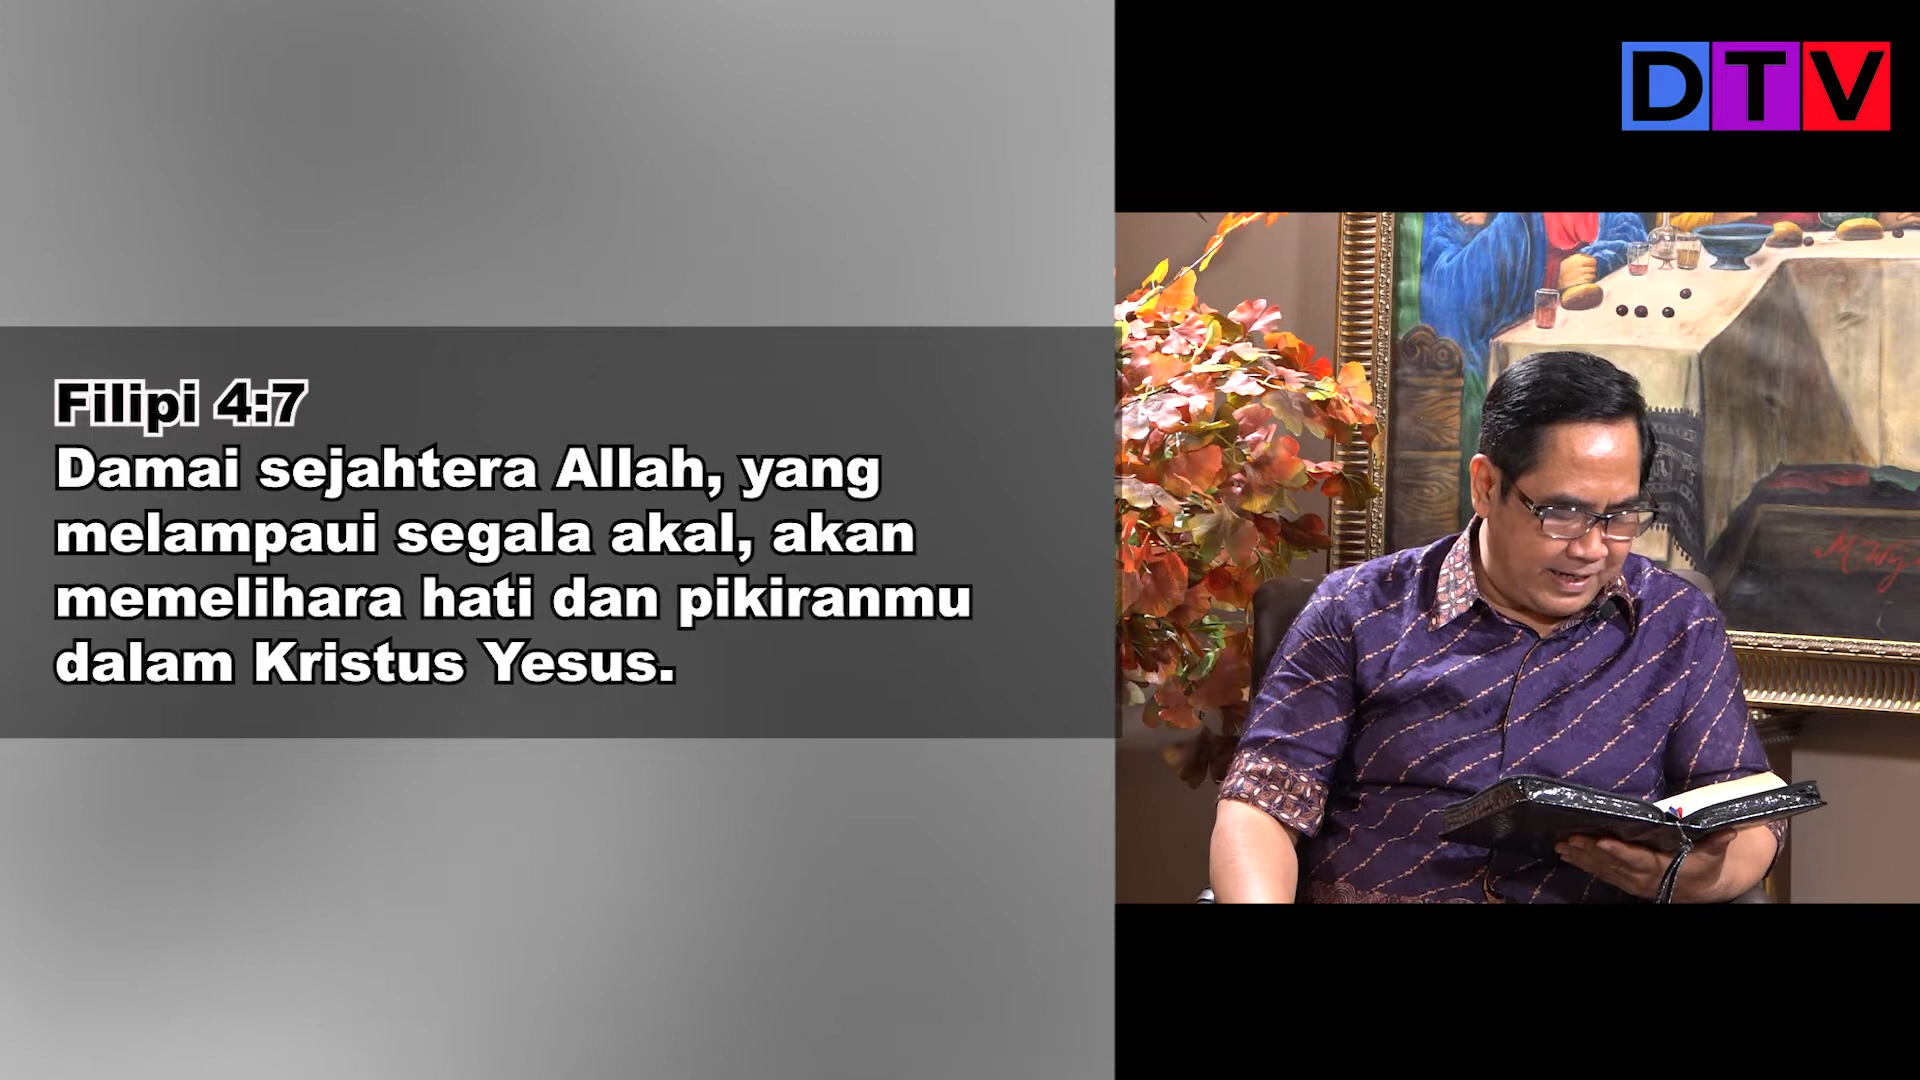 DTV
Filipi 4:7
Damai sejahtera Allah, yang
melampaui segala akal, akan
memelihara hati dan pikiranmu
dalam Kristus Yesus.